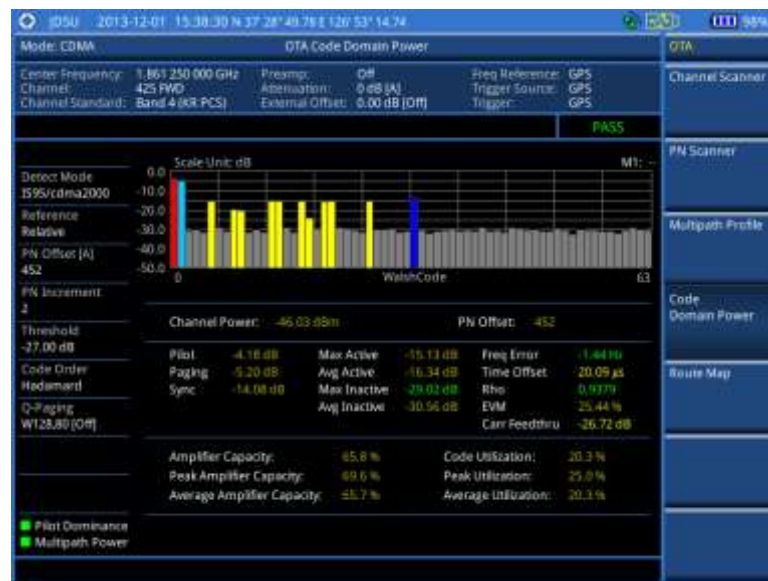 JDSU 2013-12-01 15:38:30 N 37° 28' 49.78 E 126° 53' 14.74 98%
Mode: CDMA OTA Code Domain Power OTA
Center Frequency: 1.861 250 000 GHz Preamp: Off Freq Reference: GPS
Channel: 425 FWD Attenuation: 0 dB [A] Trigger Source: GPS
Channel Standard: Band 4 (KR PCS) External Offset: 0.00 dB [Off] Trigger: GPS
PASS
Channel Scanner
PN Scanner
Multipath Profile
Code
Domain Power
Route Map
Detect Mode
IS95/cdma2000
Reference
Relative
PN Offset [A]
452
PN Increment
2
Threshold
-27.00 dB
Code Order
Hadamard
Q-Paging
W128,80 [Off]
Pilot Dominance
Multipath Power
Scale Unit: dB M1: --
0.0
-10.0
-20.0
-30.0
-40.0
-50.0
0 WalshCode 63
Channel Power: -46.03 dBm PN Offset: 452
Pilot -4.18 dB Max Active -15.13 dB Freq Error -1.44 Hz
Paging -5.20 dB Avg Active -16.34 dB Time Offset 20.09 µs
Sync -14.08 dB Max Inactive -29.02 dB Rho 0.9379
Avg Inactive -30.56 dB EVM 25.44 %
Carr Feedthru -26.72 dB
Amplifier Capacity: 65.8 % Code Utilization: 20.3 %
Peak Amplifier Capacity: 69.6 % Peak Utilization: 25.0 %
Average Amplifier Capacity: 65.7 % Average Utilization: 20.3 %